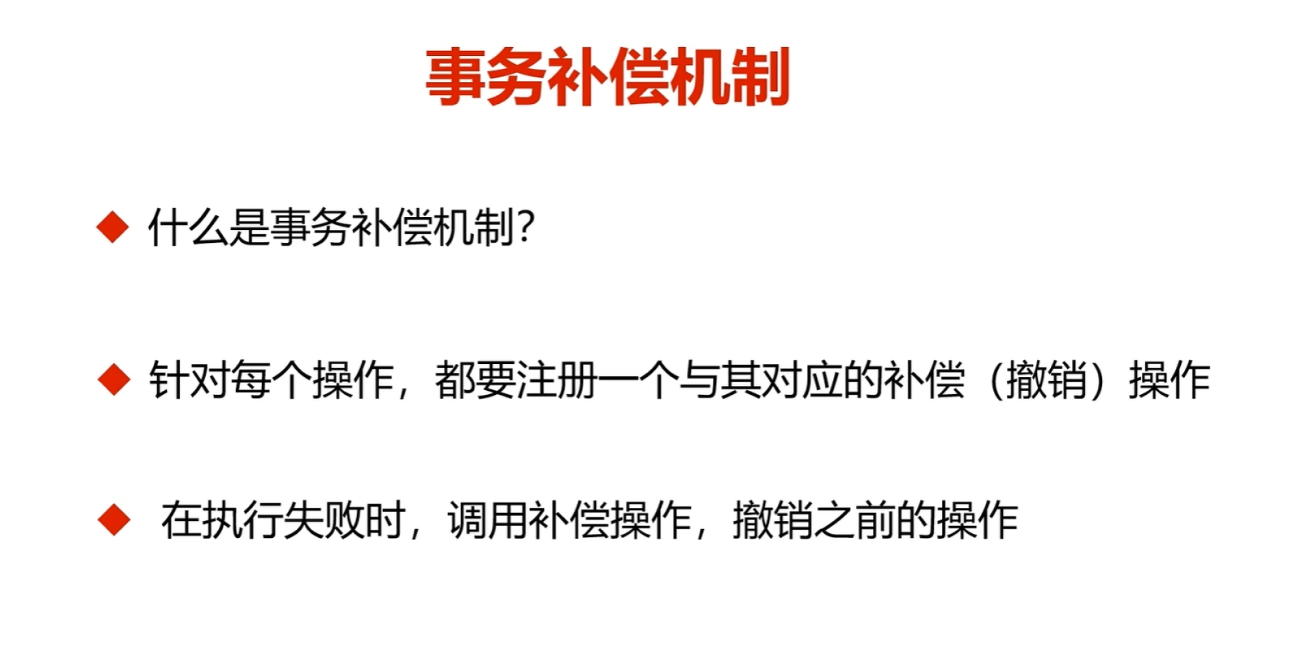 事务补偿机制
什么是事务补偿机制?
针对每个操作，都要注册一个与其对应的补偿（撤销）操作
在执行失败时，调用补偿操作，撤销之前的操作